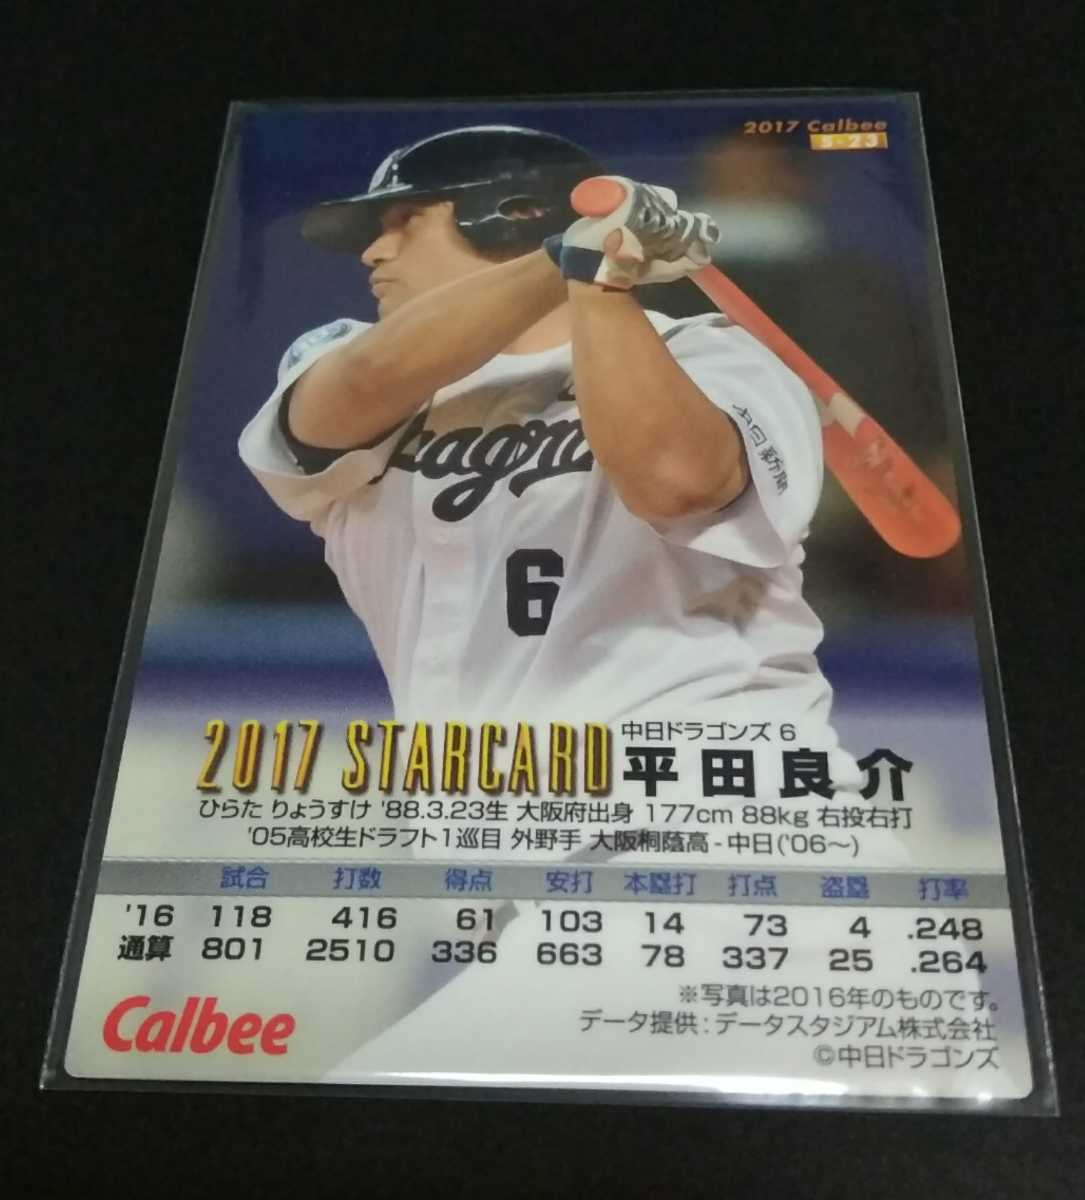 2017 Calbee
S-23
Dragons
中日新聞
6
2017 STARCARD
中日ドラゴンズ 6
平田良介
ひらた りょうすけ '88.3.23生 大阪府出身 177cm 88kg 右投右打
'05高校生ドラフト1巡目 外野手 大阪桐蔭高-中日('06〜)
試合 打数 得点 安打 本塁打 打点 盗塁 打率
'16 118 416 61 103 14 73 4 .248
通算 801 2510 336 663 78 337 25 .264
※写真は2016年のものです。
データ提供:データスタジアム株式会社
©中日ドラゴンズ
Calbee